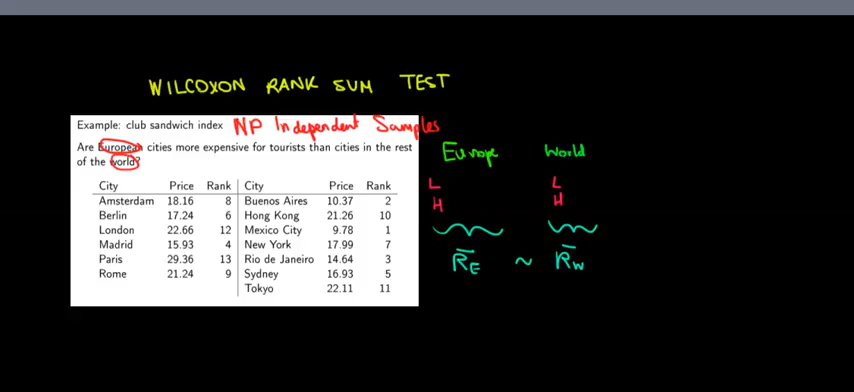 WILCOXON RANK SUM TEST
Example: club sandwich index NP Independent Samples
Are European cities more expensive for tourists than cities in the rest
of the world?
City Price Rank City Price Rank
Amsterdam 18.16 8 Buenos Aires 10.37 2
Berlin 17.24 6 Hong Kong 21.26 10
London 22.66 12 Mexico City 9.78 1
Madrid 15.93 4 New York 17.99 7
Paris 29.36 13 Rio de Janeiro 14.64 3
Rome 21.24 9 Sydney 16.93 5
Tokyo 22.11 11
Europe World
L L
H H
R̄E ~ R̄W